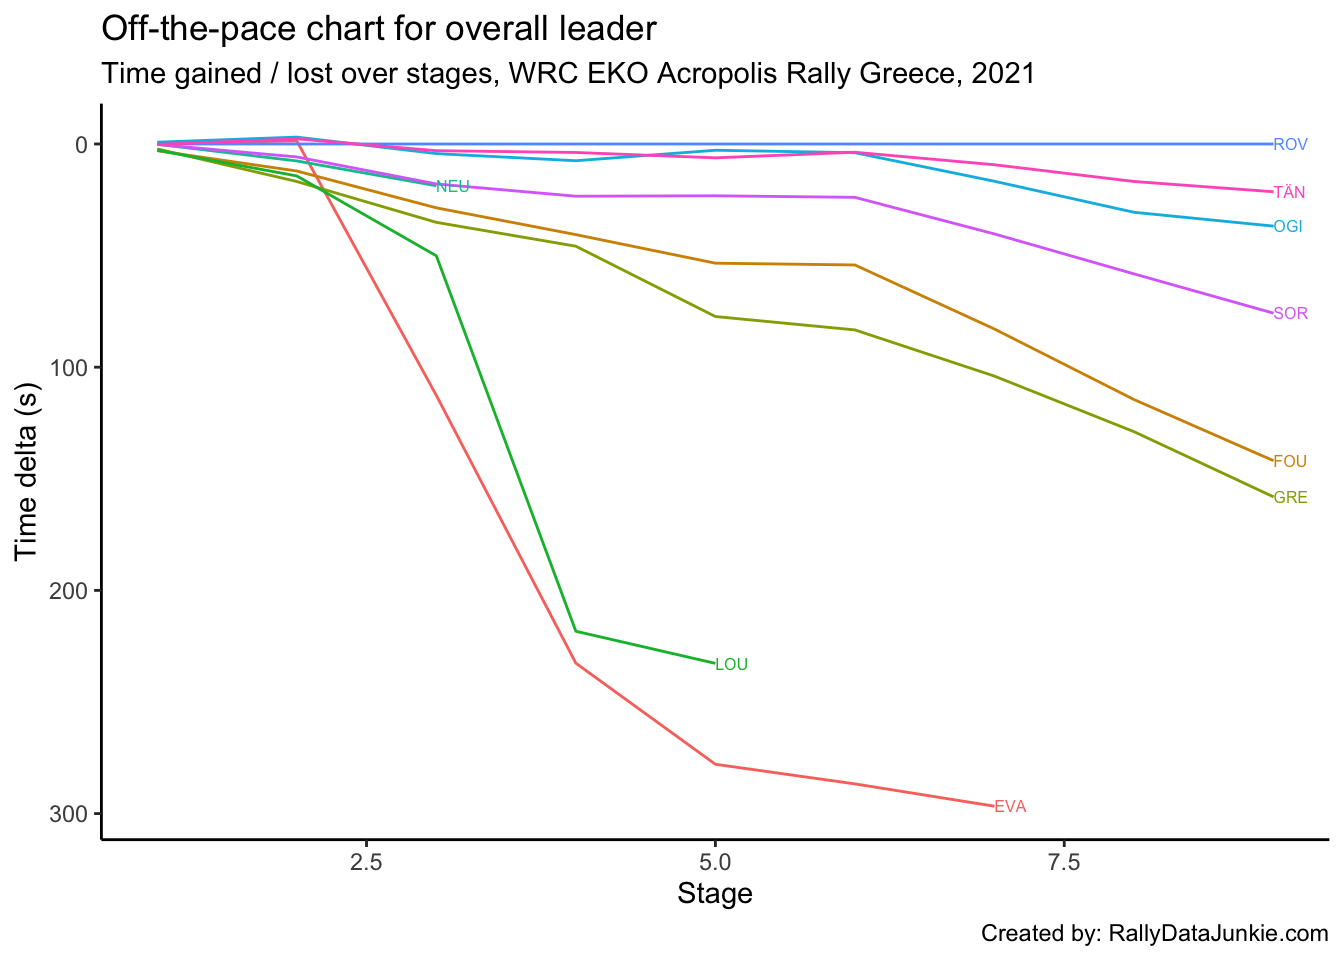 Off-the-pace chart for overall leader
Time gained / lost over stages, WRC EKO Acropolis Rally Greece, 2021
0
100
200
300
Time delta (s)
ROV
TÄN
NEU
OGI
SOR
FOU
GRE
LOU
EVA
2.5
5.0
7.5
Stage
Created by: RallyDataJunkie.com